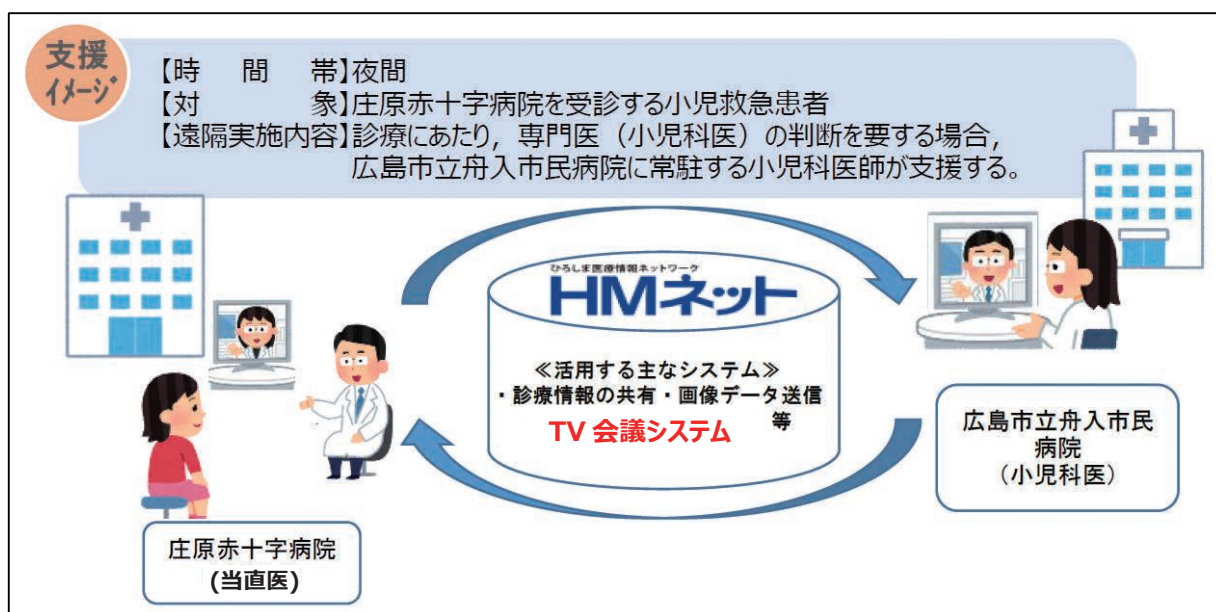 支援
イメージ
【時　間　帯】夜間
【対　　　象】庄原赤十字病院を受診する小児救急患者
【遠隔実施内容】診療にあたり，専門医（小児科医）の判断を要する場合，
広島市立舟入市民病院に常駐する小児科医師が支援する。
ひろしま医療情報ネットワーク
HMネット
≪活用する主なシステム≫
・診療情報の共有・画像データ送信
等
TV 会議システム
広島市立舟入市民
病院
（小児科医）
庄原赤十字病院
(当直医)